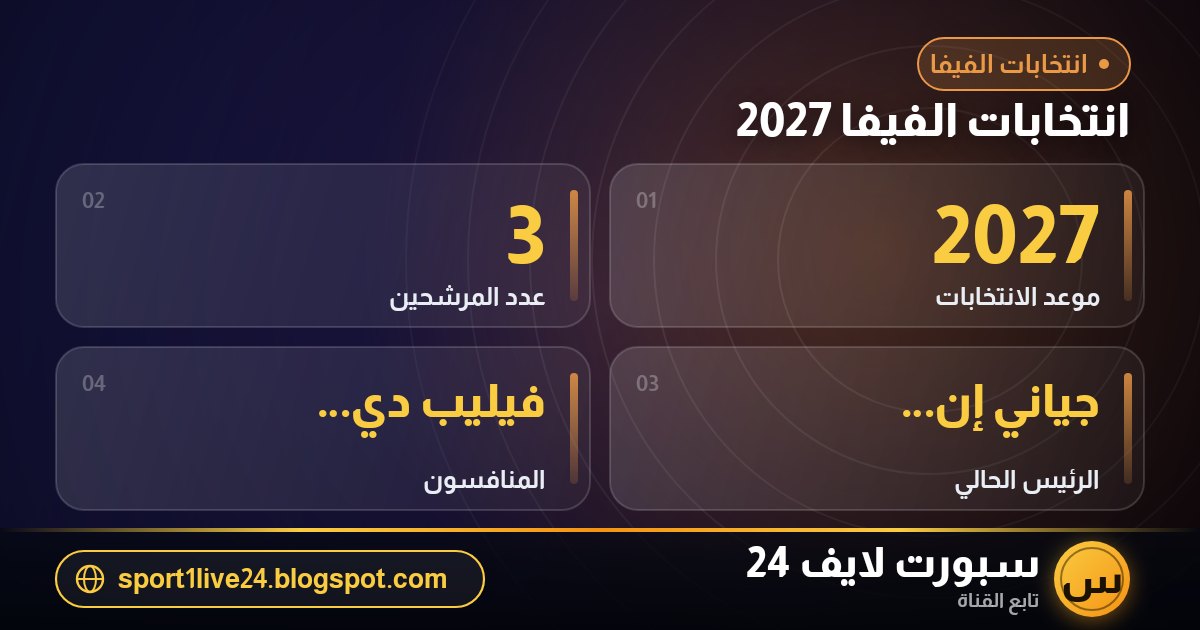 انتخابات الفيفا
انتخابات الفيفا 2027
01
2027
موعد الانتخابات
02
3
عدد المرشحين
03
جياني إن...
الرئيس الحالي
04
فيليب دي...
المنافسون
س
سبورت لايف 24
تابع القناة
sport1live24.blogspot.com